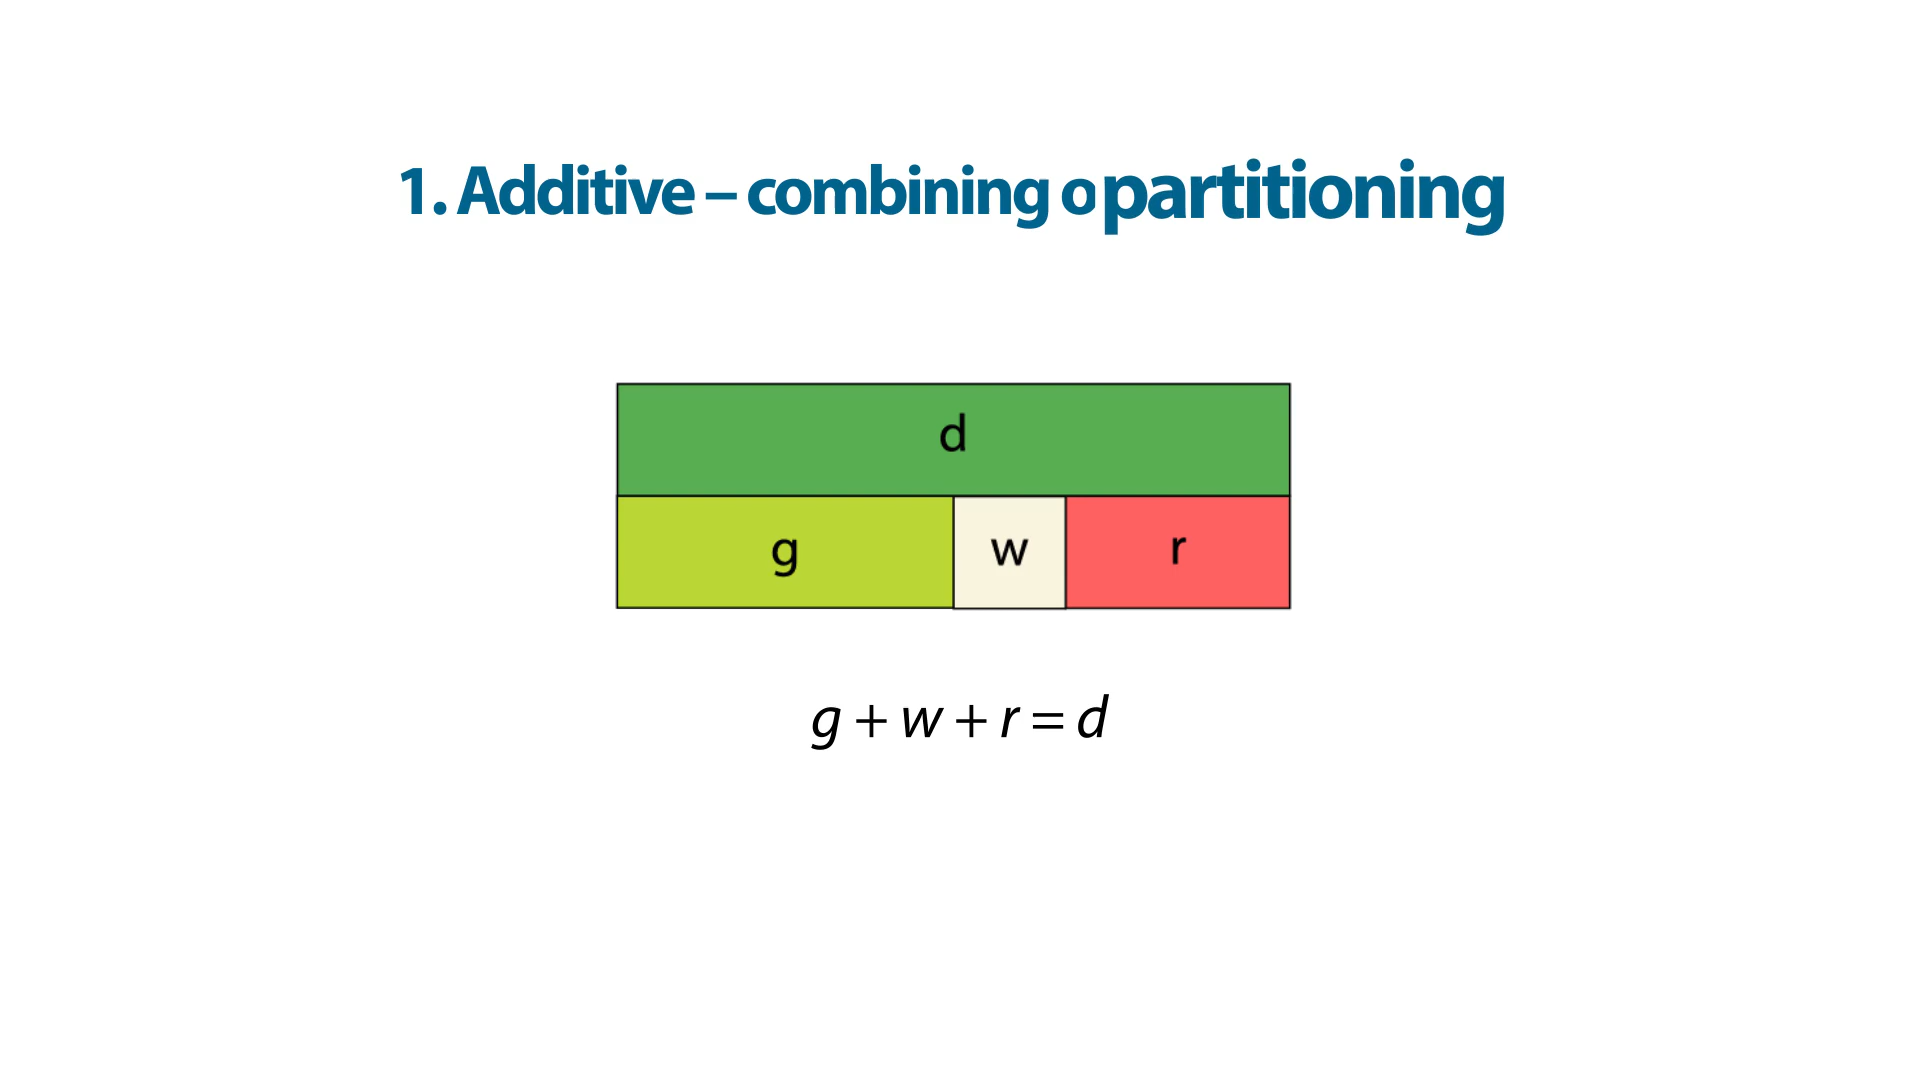 1. Additive – combining o partitioning
d
g w r
g + w + r = d